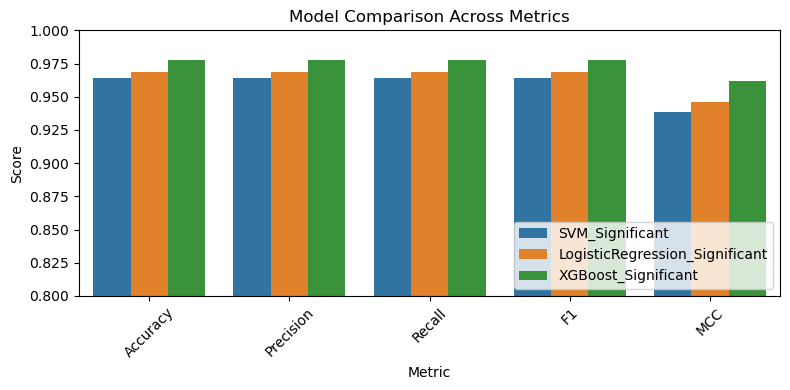 Model Comparison Across Metrics
Score
1.000
0.975
0.950
0.925
0.900
0.875
0.850
0.825
0.800
SVM_Significant
LogisticRegression_Significant
XGBoost_Significant
Accuracy
Precision
Recall
F1
MCC
Metric